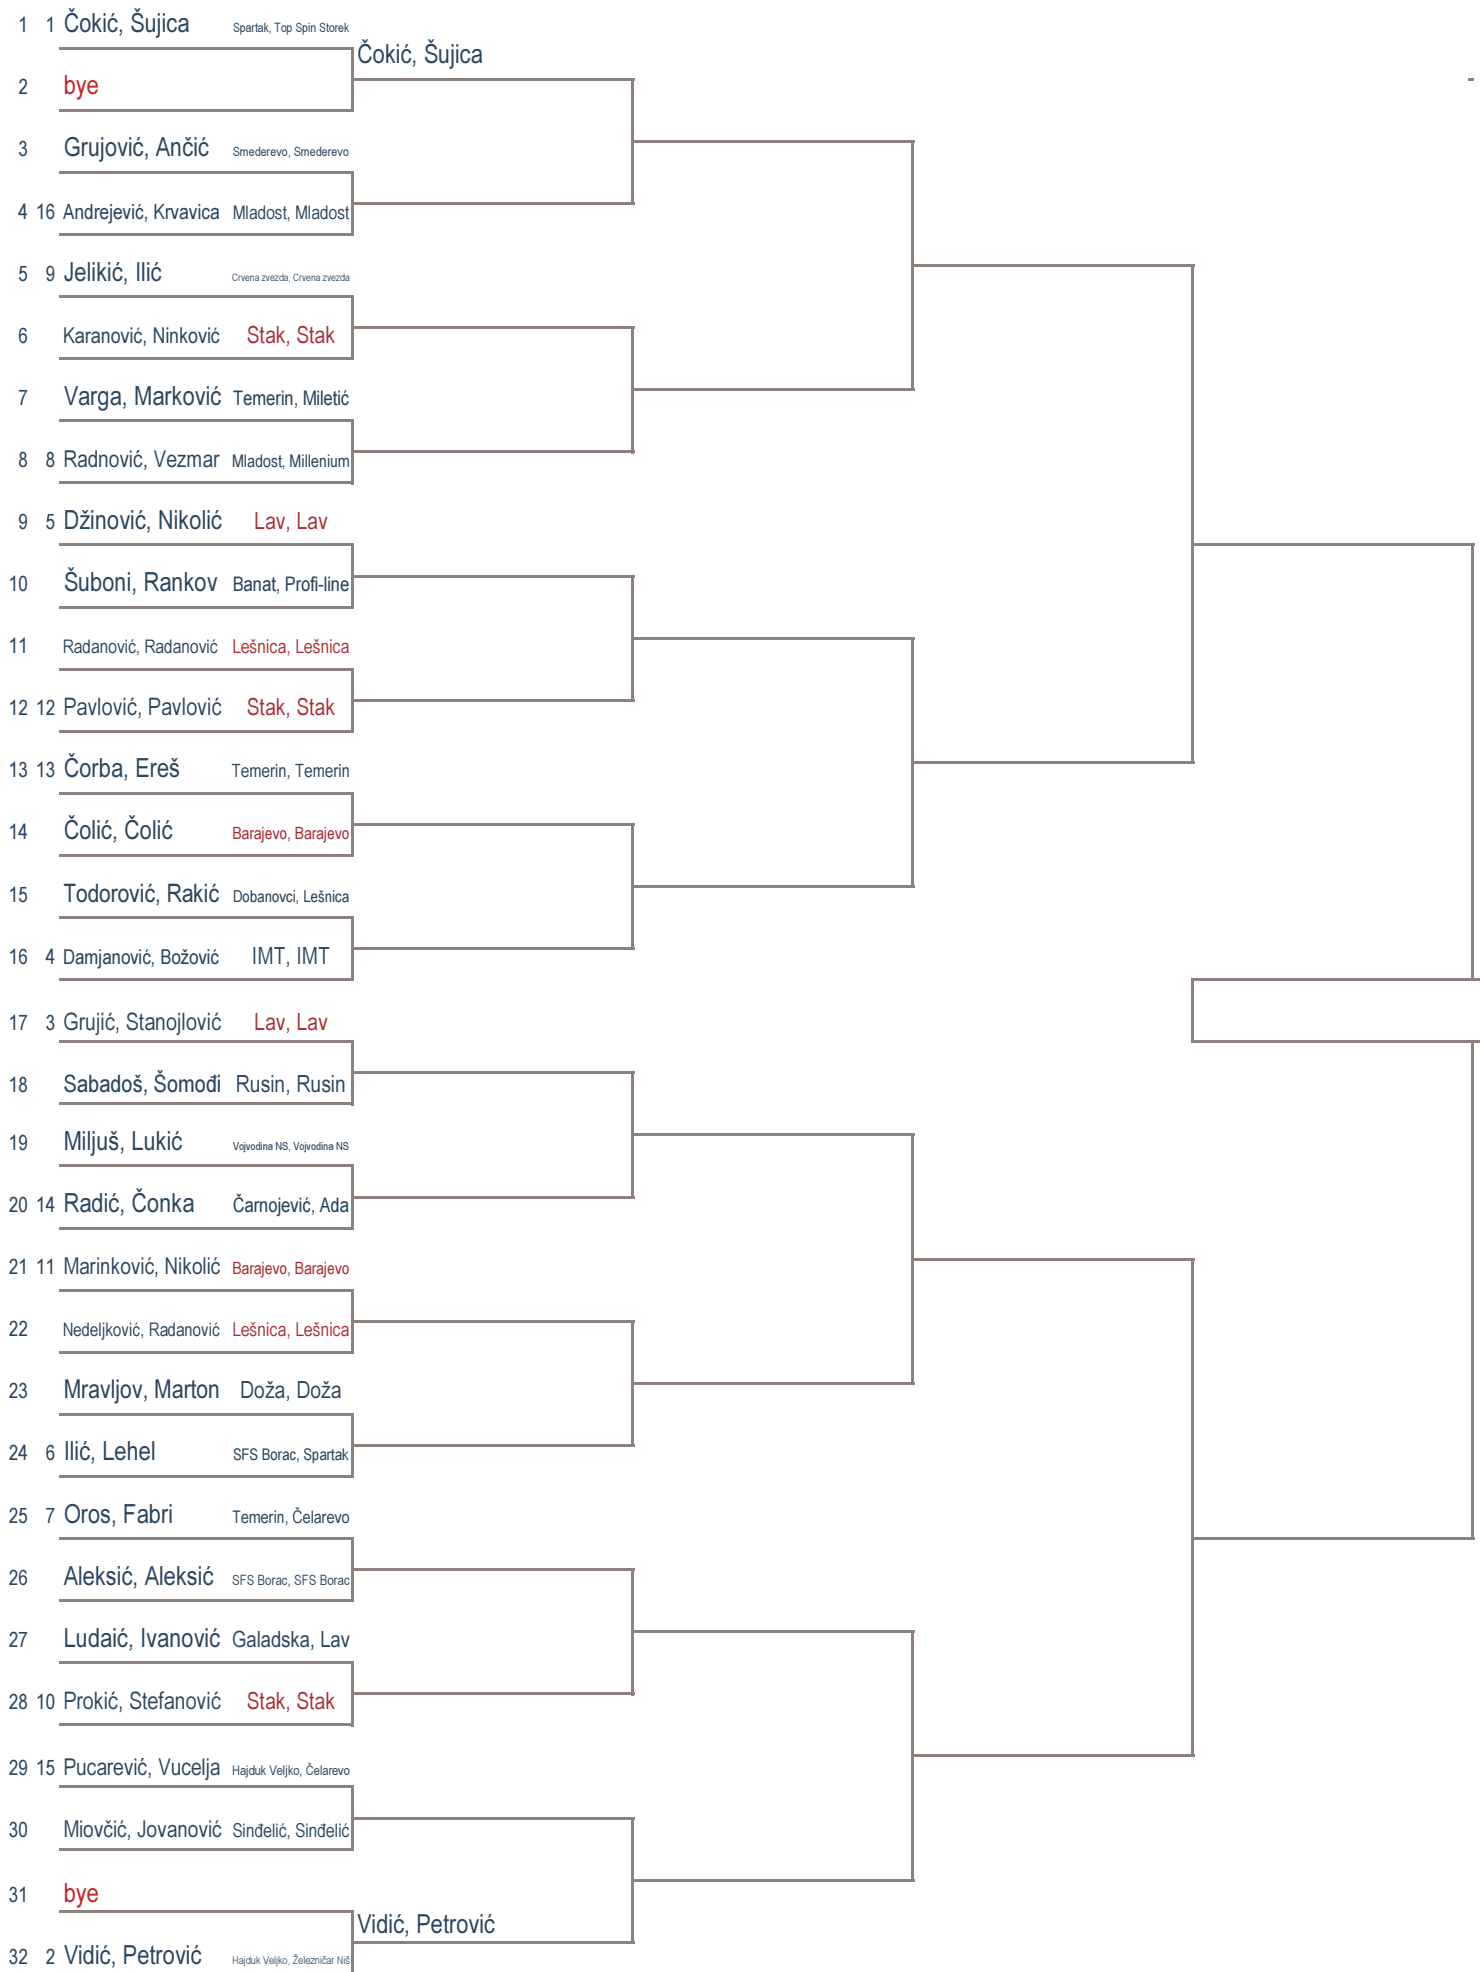 1 1 Čokić, Šujica Spartak, Top Spin Storek
Čokić, Šujica
2 bye
3 Grujović, Ančić Smederevo, Smederevo
4 16 Andrejević, Krvavica Mladost, Mladost
5 9 Jelikić, Ilić Crvena zvezda, Crvena zvezda
6 Karanović, Ninković Stak, Stak
7 Varga, Marković Temerin, Miletić
8 8 Radnović, Vezmar Mladost, Millenium
9 5 Džinović, Nikolić Lav, Lav
10 Šuboni, Rankov Banat, Profi-line
11 Radanović, Radanović Lešnica, Lešnica
12 12 Pavlović, Pavlović Stak, Stak
13 13 Čorba, Ereš Temerin, Temerin
14 Čolić, Čolić Barajevo, Barajevo
15 Todorović, Rakić Dobanovci, Lešnica
16 4 Damjanović, Božović IMT, IMT
17 3 Grujić, Stanojlović Lav, Lav
18 Sabadoš, Šomođi Rusin, Rusin
19 Miljuš, Lukić Vojvodina NS, Vojvodina NS
20 14 Radić, Čonka Čarnojević, Ada
21 11 Marinković, Nikolić Barajevo, Barajevo
22 Nedeljković, Radanović Lešnica, Lešnica
23 Mravljov, Marton Doža, Doža
24 6 Ilić, Lehel SFS Borac, Spartak
25 7 Oros, Fabri Temerin, Čelarevo
26 Aleksić, Aleksić SFS Borac, SFS Borac
27 Ludaić, Ivanović Galadska, Lav
28 10 Prokić, Stefanović Stak, Stak
29 15 Pucarević, Vucelja Hajduk Veljko, Čelarevo
30 Miovčić, Jovanović Sinđelić, Sinđelić
31 bye
Vidić, Petrović
32 2 Vidić, Petrović Hajduk Veljko, Železničar Niš